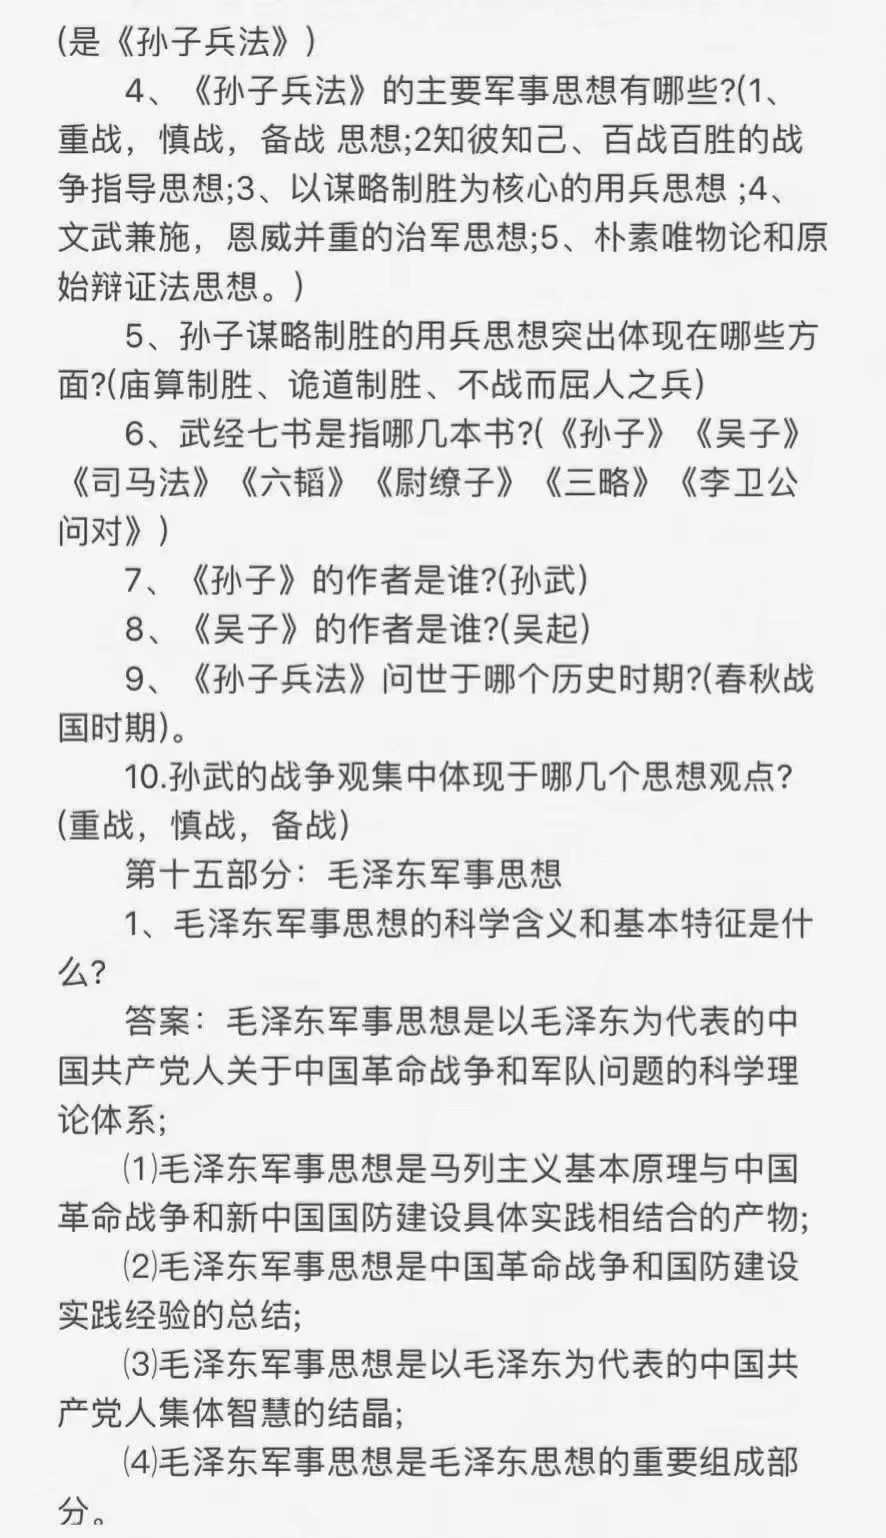 (是《孙子兵法》)
4、《孙子兵法》的主要军事思想有哪些?(1、
重战，慎战，备战 思想;2知彼知己、百战百胜的战
争指导思想;3、以谋略制胜为核心的用兵思想 ;4、
文武兼施，恩威并重的治军思想;5、朴素唯物论和原
始辩证法思想。)
5、孙子谋略制胜的用兵思想突出体现在哪些方
面?(庙算制胜、诡道制胜、不战而屈人之兵)
6、武经七书是指哪几本书?(《孙子》《吴子》
《司马法》《六韬》《尉缭子》《三略》《李卫公
问对》)
7、《孙子》的作者是谁?(孙武)
8、《吴子》的作者是谁?(吴起)
9、《孙子兵法》问世于哪个历史时期?(春秋战
国时期)。
10.孙武的战争观集中体现于哪几个思想观点?
(重战，慎战，备战)
第十五部分：毛泽东军事思想
1、毛泽东军事思想的科学含义和基本特征是什
么?
答案：毛泽东军事思想是以毛泽东为代表的中
国共产党人关于中国革命战争和军队问题的科学理
论体系;
⑴毛泽东军事思想是马列主义基本原理与中国
革命战争和新中国国防建设具体实践相结合的产物;
⑵毛泽东军事思想是中国革命战争和国防建设
实践经验的总结;
⑶毛泽东军事思想是以毛泽东为代表的中国共
产党人集体智慧的结晶;
⑷毛泽东军事思想是毛泽东思想的重要组成部
分。